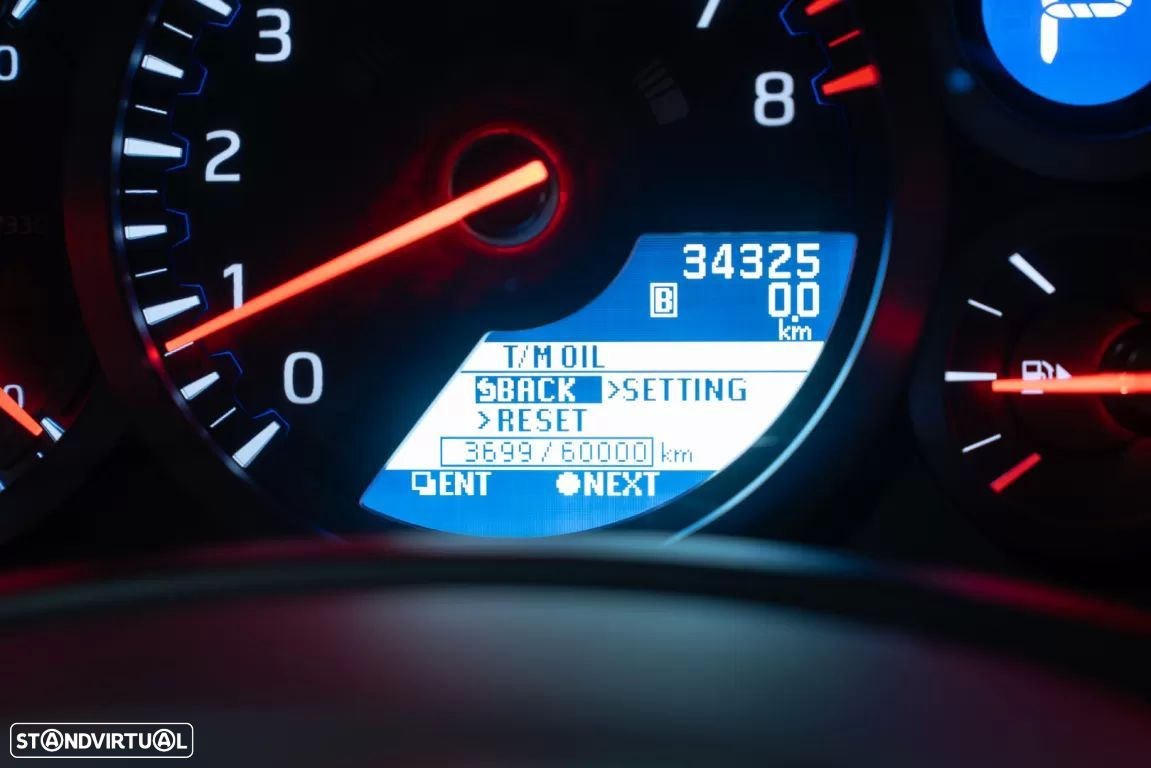 3
7
8
2
1
0
34325
B 0.0
km
T/M OIL
BACK >SETTING
>RESET
3699 / 60000 km
ENT NEXT
P
STANDVIRTUAL